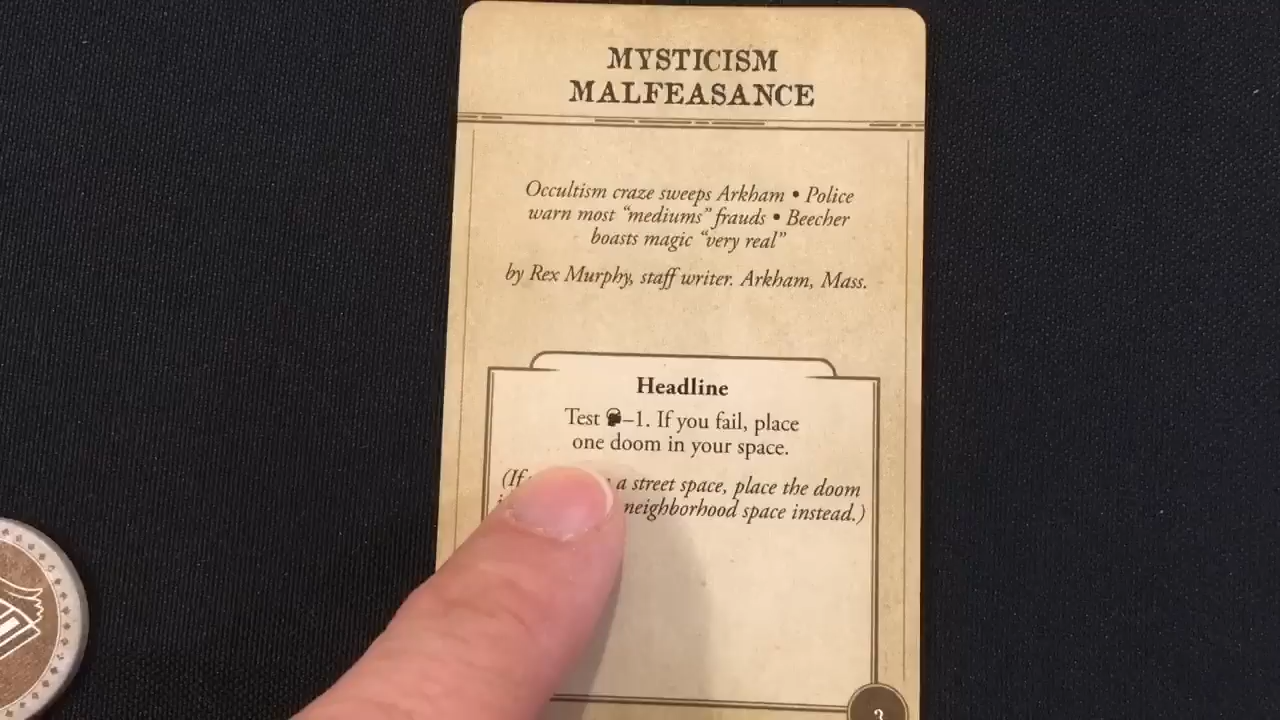 MYSTICISM
MALFEASANCE
Occultism craze sweeps Arkham • Police
warn most “mediums” frauds • Beecher
boasts magic “very real”
by Rex Murphy, staff writer. Arkham, Mass.
Headline
Test –1. If you fail, place
one doom in your space.
(If a street space, place the doom
neighborhood space instead.)
3